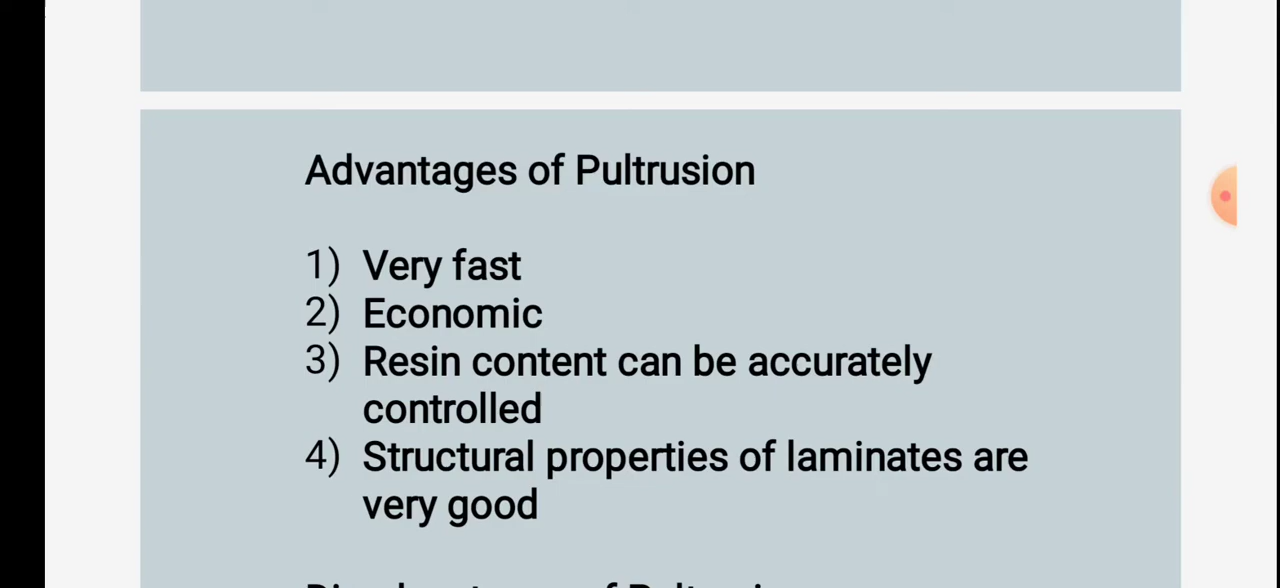 Advantages of Pultrusion
1) Very fast
2) Economic
3) Resin content can be accurately
controlled
4) Structural properties of laminates are
very good